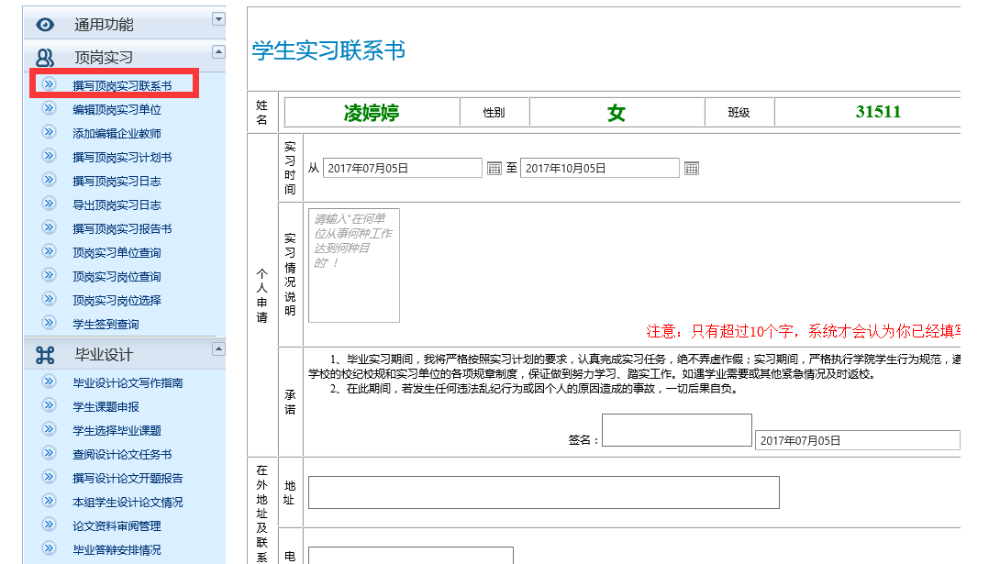 通用功能
顶岗实习
撰写顶岗实习联系书
编辑顶岗实习单位
添加编辑企业教师
撰写顶岗实习计划书
撰写顶岗实习日志
导出顶岗实习日志
撰写顶岗实习报告书
顶岗实习单位查询
顶岗实习岗位查询
顶岗实习岗位选择
学生签到查询
毕业设计
毕业设计论文写作指南
学生课题申报
学生选择毕业课题
查阅设计论文任务书
撰写设计论文开题报告
本组学生设计论文情况
论文资料审阅管理
毕业答辩安排情况
学生实习联系书
姓名 凌婷婷 性别 女 班级 31511
个人申请
实习时间
从 2017年07月05日 至 2017年10月05日
实习情况说明
请输入"在何单
位从事何种工作
达到何种目
的"！
注意：只有超过10个字，系统才会认为你已经填写
承诺
1、毕业实习期间，我将严格按照实习计划的要求，认真完成实习任务，绝不弄虚作假；实习期间，严格执行学院学生行为规范，遵
学校的校纪校规和实习单位的各项规章制度，保证做到努力学习、踏实工作。如遇学业需要或其他紧急情况及时返校。
2、在此期间，若发生任何违法乱纪行为或因个人的原因造成的事故，一切后果自负。
签名： 2017年07月05日
在外地址及联系
地址
电